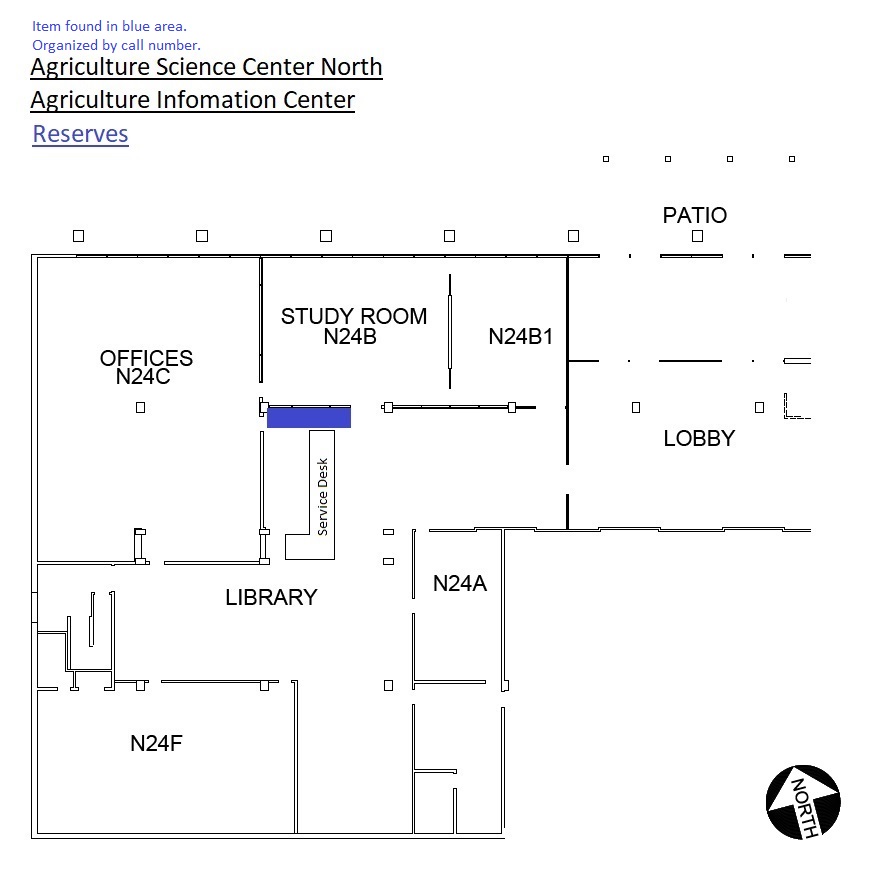 Item found in blue area.
Organized by call number.
Agriculture Science Center North
Agriculture Infomation Center
Reserves
PATIO
STUDY ROOM
N24B
N24B1
OFFICES
N24C
LOBBY
Service Desk
N24A
LIBRARY
N24F
NORTH